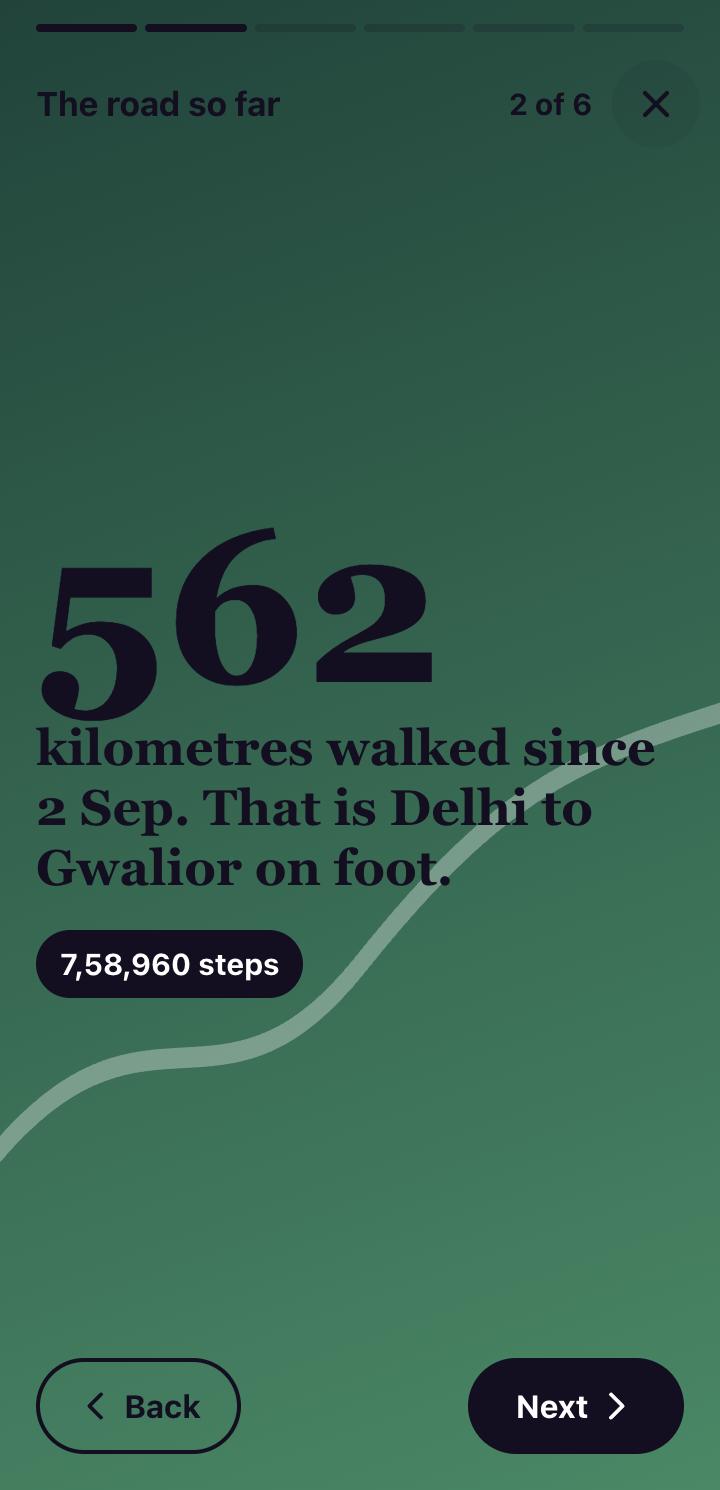 The road so far
2 of 6
562
kilometres walked since
2 Sep. That is Delhi to
Gwalior on foot.
7,58,960 steps
Back
Next